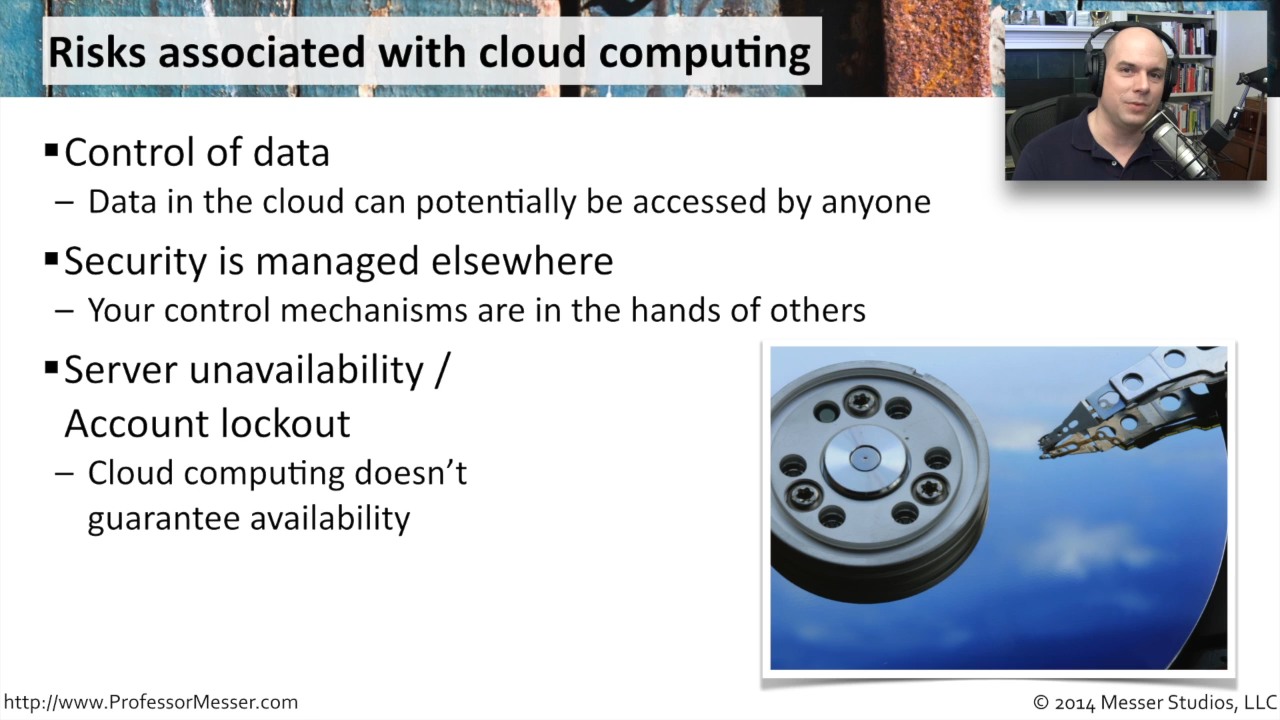 Risks associated with cloud computing
▪Control of data
– Data in the cloud can potentially be accessed by anyone
▪Security is managed elsewhere
– Your control mechanisms are in the hands of others
▪Server unavailability /
Account lockout
– Cloud computing doesn’t
guarantee availability
http://www.ProfessorMesser.com
© 2014 Messer Studios, LLC